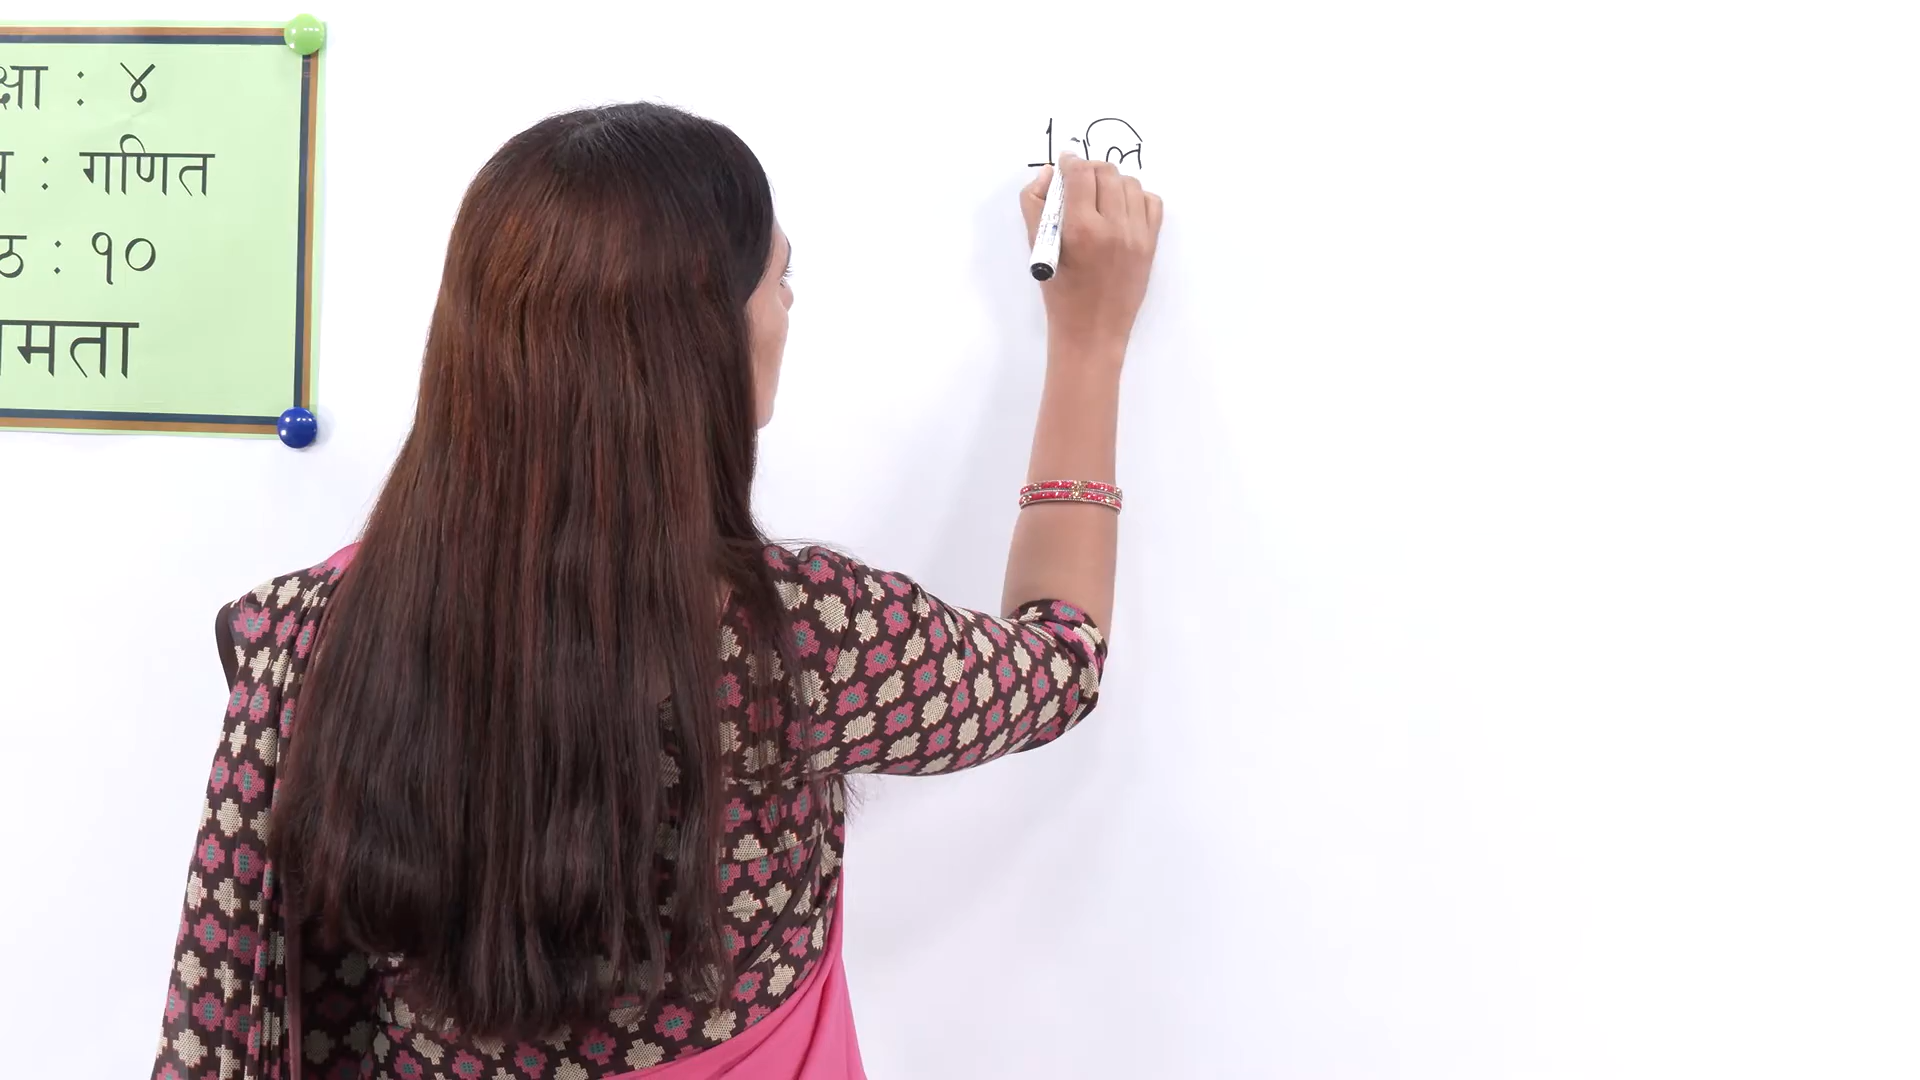 क्षा : ४
: गणित
ठ : १०
मता
1 लि